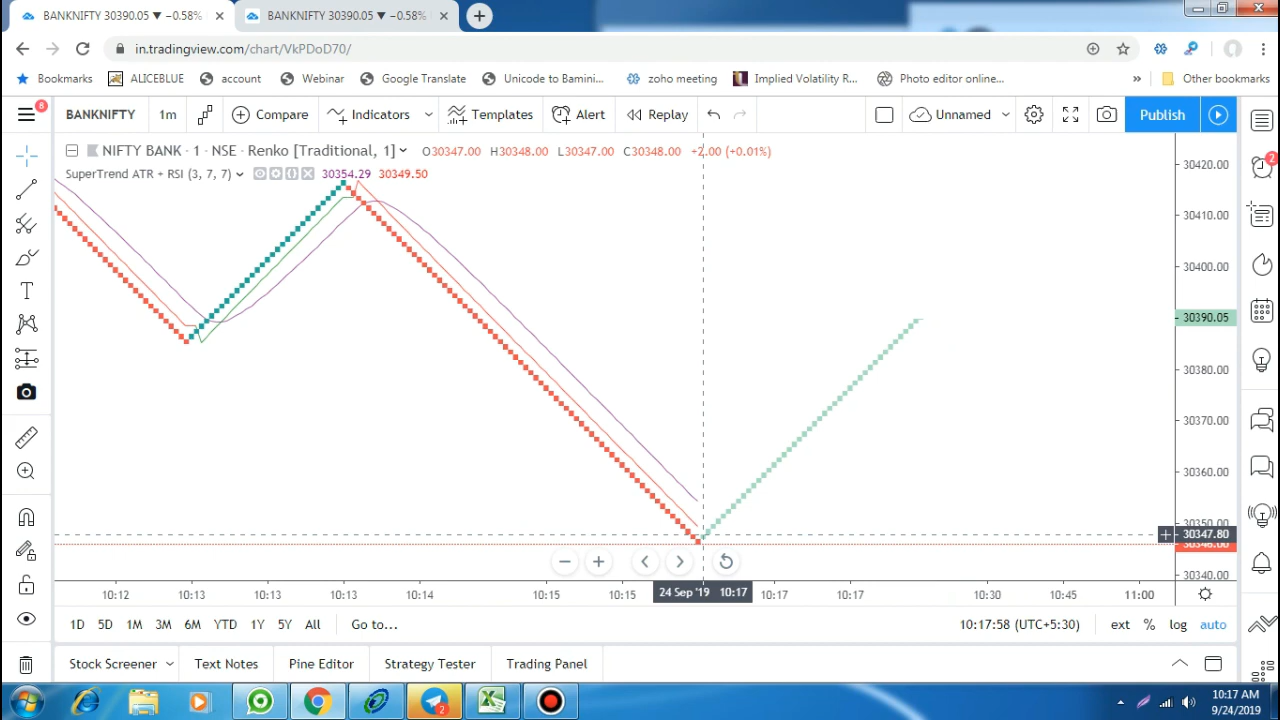 BANKNIFTY 30390.05 ▼ −0.58%
BANKNIFTY 30390.05 ▼ −0.58%
in.tradingview.com/chart/VkPDoD70/
Bookmarks ALICEBLUE account Webinar Google Translate Unicode to Bamini... zoho meeting Implied Volatility R... Photo editor online... » Other bookmarks
8 BANKNIFTY 1m Compare Indicators Templates Alert Replay Unnamed Publish
NIFTY BANK · 1 · NSE · Renko [Traditional, 1] O30347.00 H30348.00 L30347.00 C30348.00 +2.00 (+0.01%)
SuperTrend ATR + RSI (3, 7, 7) 30354.29 30349.50
2
30420.00
30410.00
30400.00
30390.05
30380.00
30370.00
30360.00
30350.00
30347.80
30346.00
30340.00
10:12 10:13 10:13 10:13 10:14 10:15 10:15 24 Sep '19 10:17 10:17 10:17 10:30 10:45 11:00
1D 5D 1M 3M 6M YTD 1Y 5Y All Go to... 10:17:58 (UTC+5:30) ext % log auto
Stock Screener Text Notes Pine Editor Strategy Tester Trading Panel
2
10:17 AM
9/24/2019